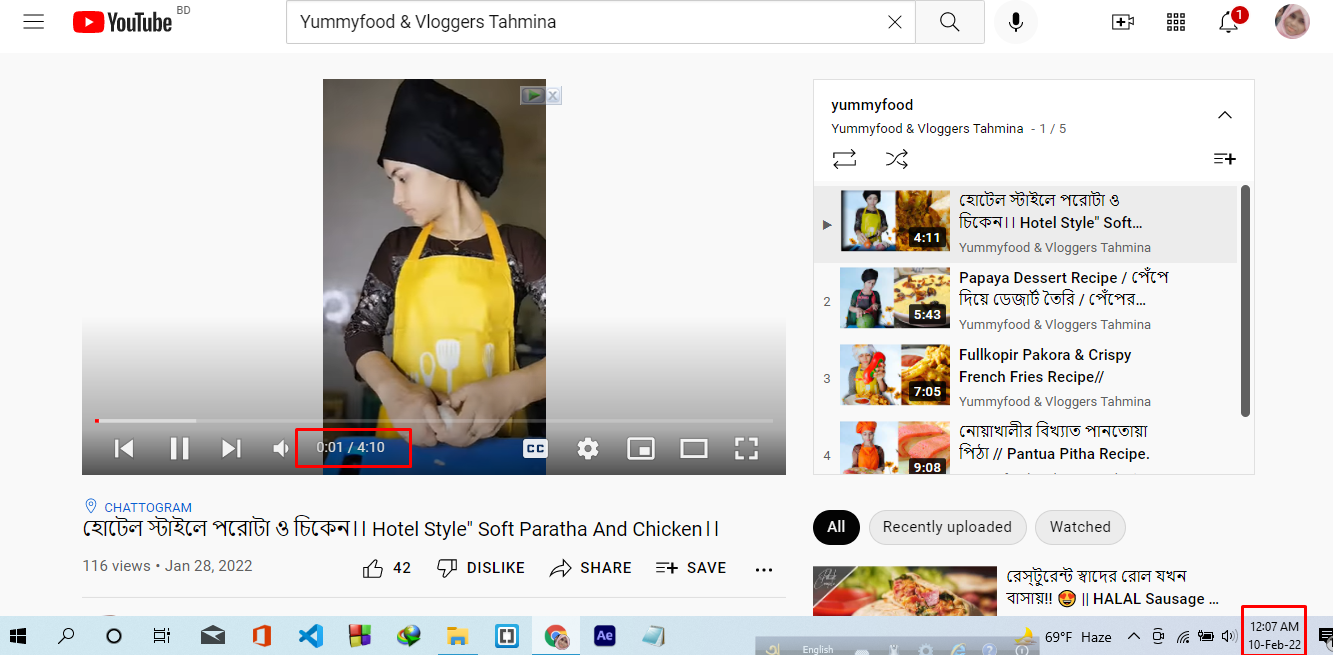 YouTube BD
Yummyfood & Vloggers Tahmina
1
yummyfood
Yummyfood & Vloggers Tahmina - 1 / 5
হোটেল স্টাইলে পরোটা ও
চিকেন।। Hotel Style" Soft...
Yummyfood & Vloggers Tahmina
4:11
2
Papaya Dessert Recipe / পেঁপে
দিয়ে ডেজার্ট তৈরি / পেঁপের...
Yummyfood & Vloggers Tahmina
5:43
3
Fullkopir Pakora & Crispy
French Fries Recipe//
Yummyfood & Vloggers Tahmina
7:05
4
নোয়াখালীর বিখ্যাত পানতোয়া
পিঠা // Pantua Pitha Recipe.
9:08
0:01 / 4:10
CC
CHATTOGRAM
হোটেল স্টাইলে পরোটা ও চিকেন।। Hotel Style" Soft Paratha And Chicken।।
116 views • Jan 28, 2022
42 DISLIKE SHARE SAVE
All Recently uploaded Watched
রেস্টুরেন্ট স্বাদের রোল যখন
বাসায়!! 😍 || HALAL Sausage ...
Ae
English
69°F Haze
12:07 AM
10-Feb-22